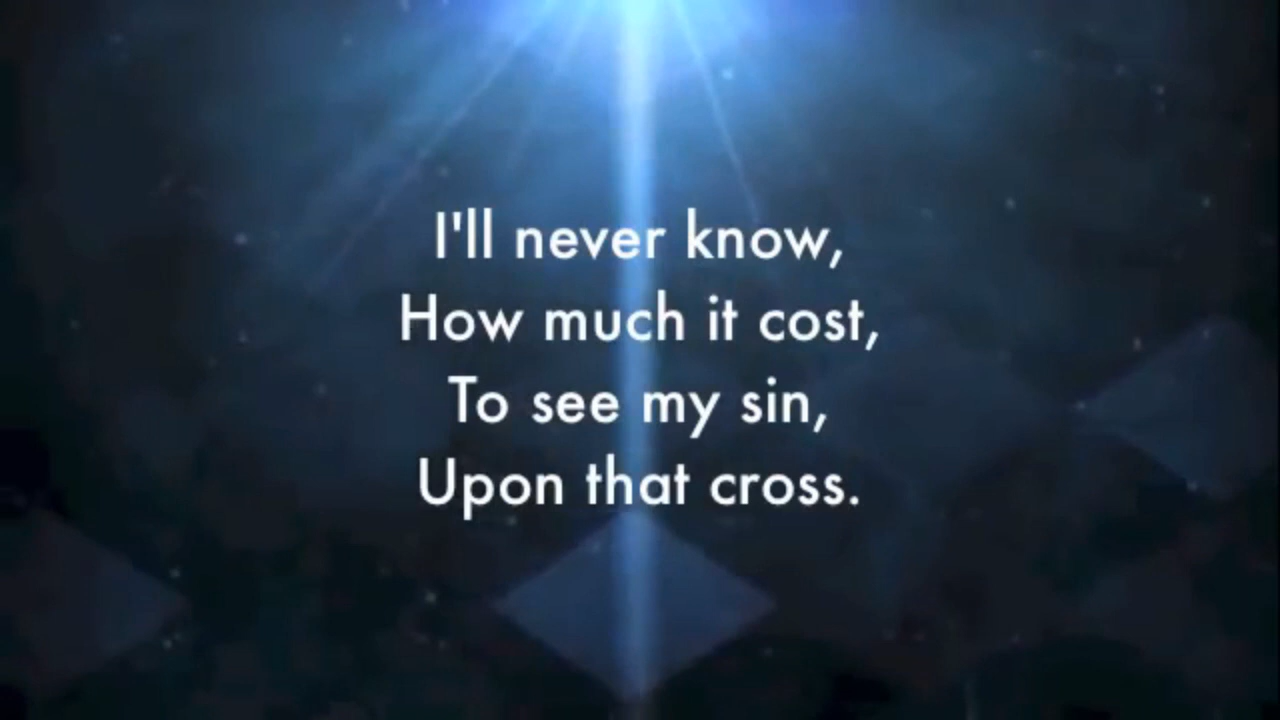 I'll never know,
How much it cost,
To see my sin,
Upon that cross.